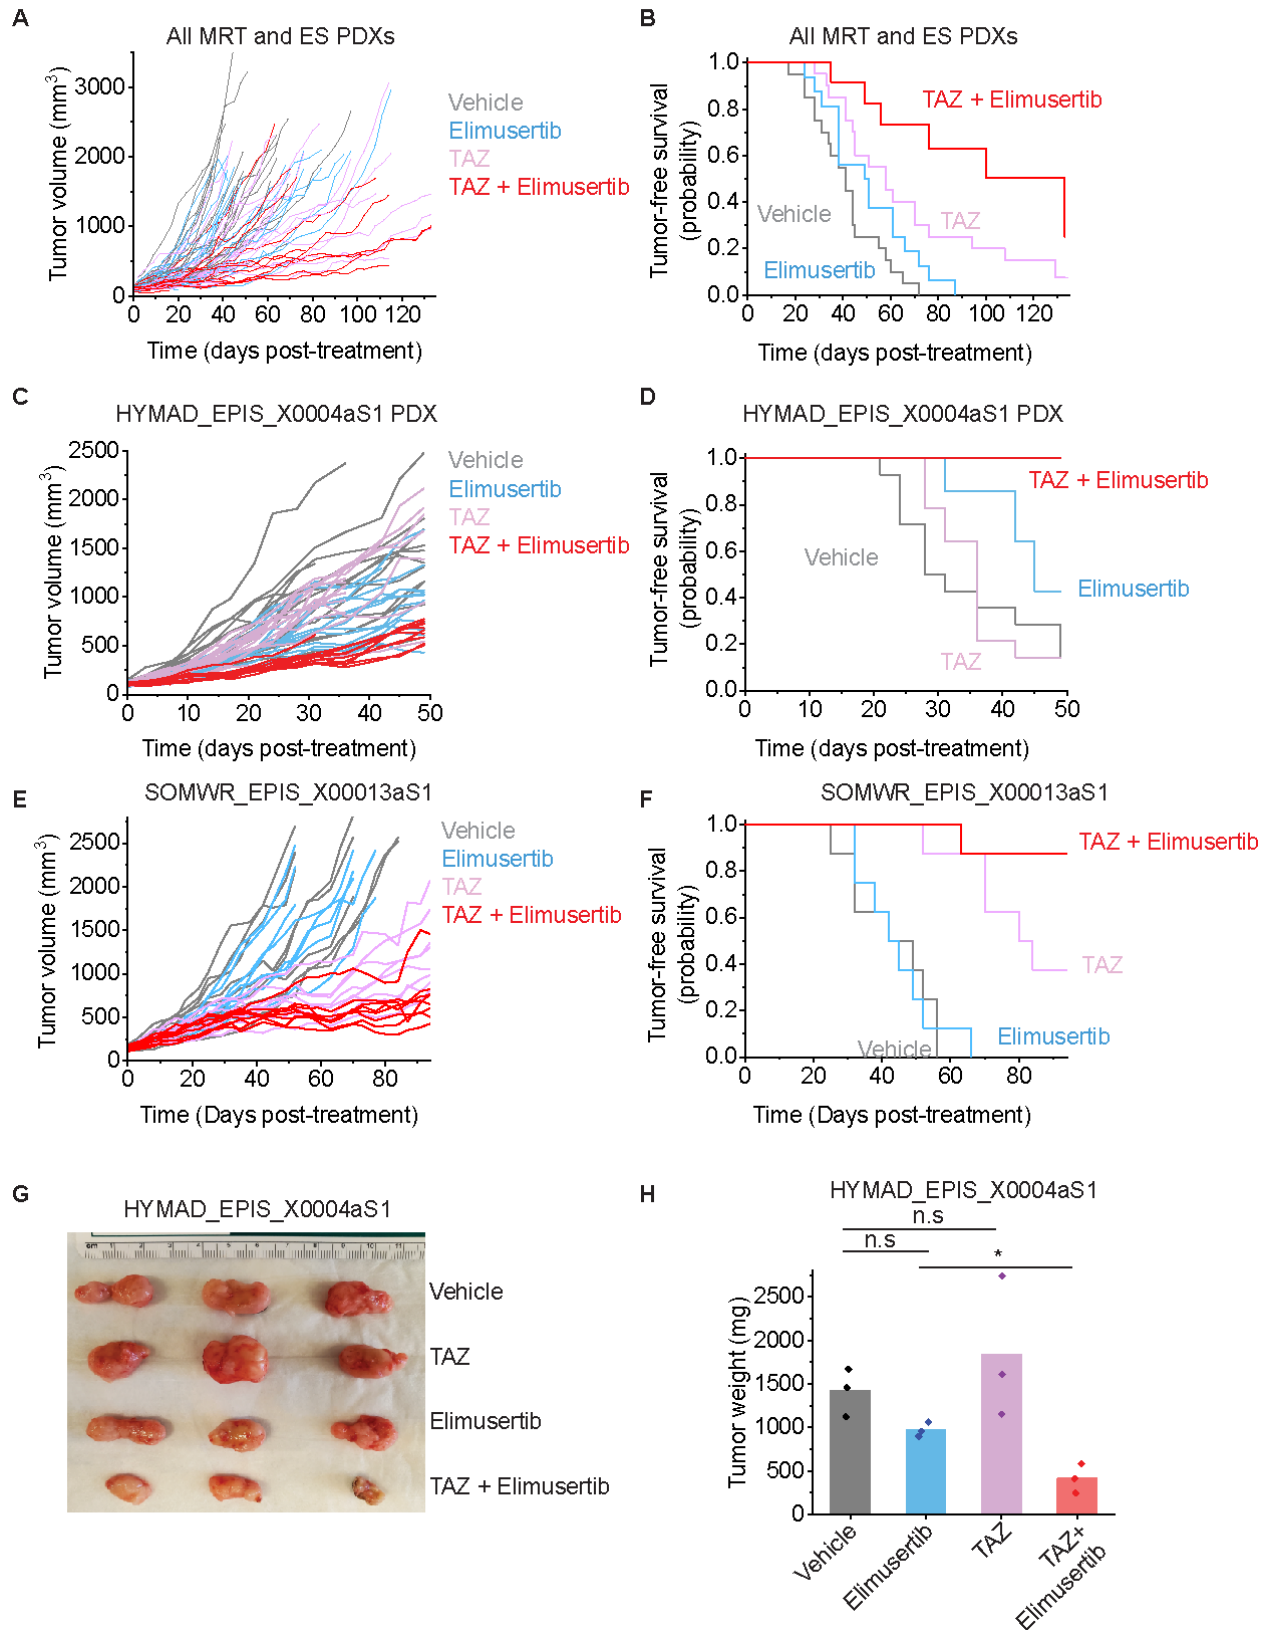 A
All MRT and ES PDXs
Tumor volume (mm3)
3000
2000
1000
0
0 20 40 60 80 100 120
Time (days post-treatment)
Vehicle
Elimusertib
TAZ
TAZ + Elimusertib
B
All MRT and ES PDXs
Tumor-free survival
(probability)
1.0
0.8
0.6
0.4
0.2
0.0
0 20 40 60 80 100 120
Time (days post-treatment)
TAZ + Elimusertib
Vehicle
TAZ
Elimusertib
C
HYMAD_EPIS_X0004aS1 PDX
Tumor volume (mm3)
2500
2000
1500
1000
500
0
0 10 20 30 40 50
Time (days post-treatment)
Vehicle
Elimusertib
TAZ
TAZ + Elimusertib
D
HYMAD_EPIS_X0004aS1 PDX
Tumor-free survival
(probability)
1.0
0.8
0.6
0.4
0.2
0.0
0 10 20 30 40 50
Time (days post-treatment)
TAZ + Elimusertib
Vehicle
Elimusertib
TAZ
E
SOMWR_EPIS_X00013aS1
Tumor volume (mm3)
2500
2000
1500
1000
500
0
0 20 40 60 80
Time (Days post-treatment)
Vehicle
Elimusertib
TAZ
TAZ + Elimusertib
F
SOMWR_EPIS_X00013aS1
Tumor-free survival
(probability)
1.0
0.8
0.6
0.4
0.2
0.0
0 20 40 60 80
Time (Days post-treatment)
TAZ + Elimusertib
TAZ
Elimusertib
Vehicle
G
HYMAD_EPIS_X0004aS1
cm
Vehicle
TAZ
Elimusertib
TAZ + Elimusertib
H
HYMAD_EPIS_X0004aS1
n.s
n.s
*
Tumor weight (mg)
2500
2000
1500
1000
500
0
Vehicle
Elimusertib
TAZ
TAZ+
Elimusertib